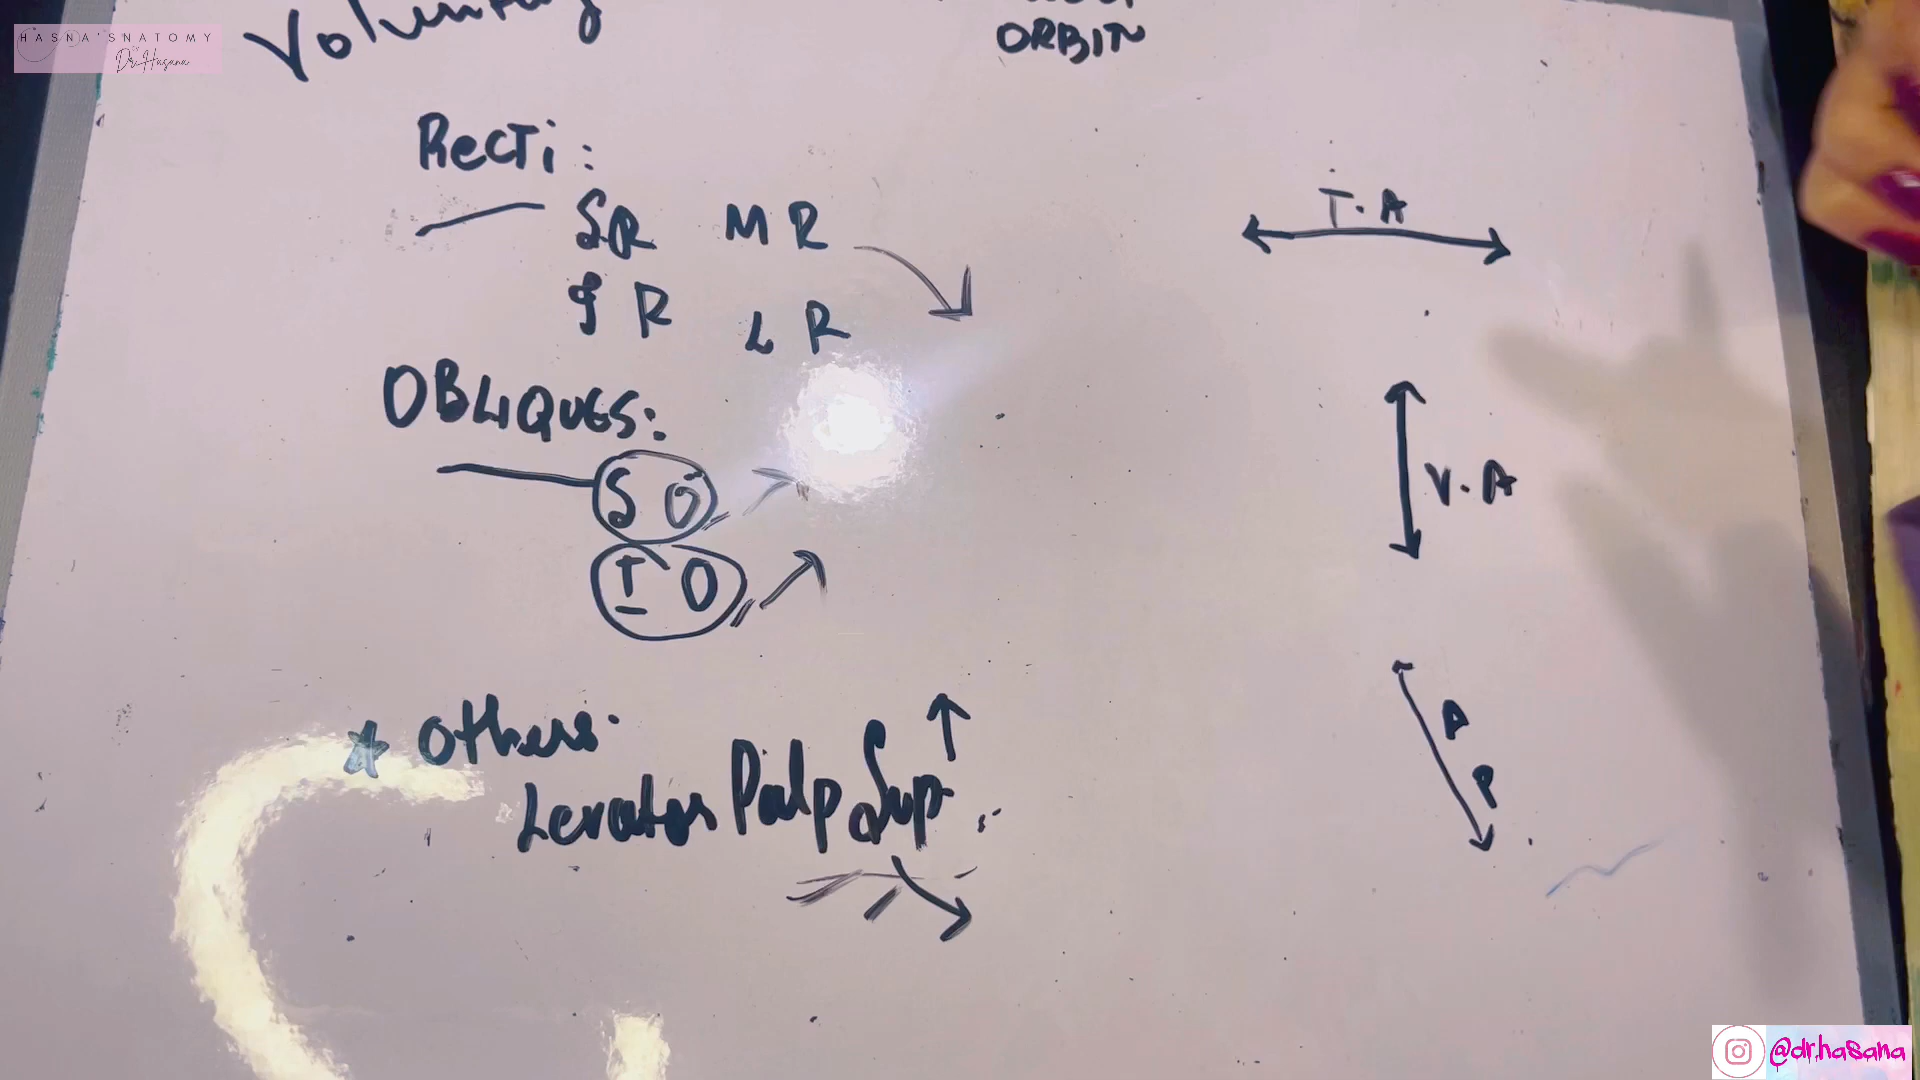 HASNA'SNATOMY
Dr.Hasana
Voluntary
ORBIT
Recti:
SR MR
IR LR
OBLIQUES:
SO
IO
Others:
Levator Palp Sup
T.A
V.A
A
P
@dr.hasana